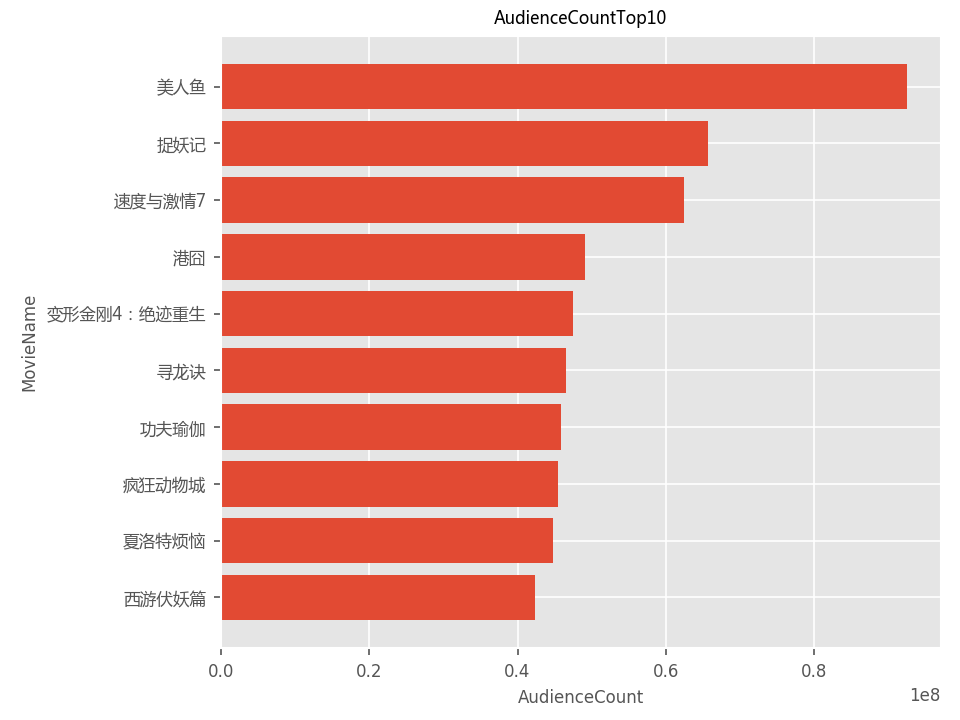 AudienceCountTop10
MovieName
美人鱼
捉妖记
速度与激情7
港囧
变形金刚4：绝迹重生
寻龙诀
功夫瑜伽
疯狂动物城
夏洛特烦恼
西游伏妖篇
0.0 0.2 0.4 0.6 0.8
1e8
AudienceCount